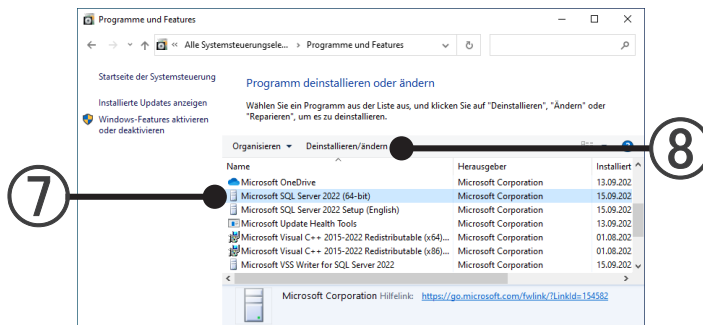 Programme und Features
« Alle Systemsteuerungsele... > Programme und Features
Startseite der Systemsteuerung
Installierte Updates anzeigen
Windows-Features aktivieren
oder deaktivieren
Programm deinstallieren oder ändern
Wählen Sie ein Programm aus der Liste aus, und klicken Sie auf "Deinstallieren", "Ändern" oder
"Reparieren", um es zu deinstallieren.
Organisieren Deinstallieren/ändern
8
Name Herausgeber Installiert
Microsoft OneDrive Microsoft Corporation 13.09.202
7
Microsoft SQL Server 2022 (64-bit) Microsoft Corporation 15.09.202
Microsoft SQL Server 2022 Setup (English) Microsoft Corporation 15.09.202
Microsoft Update Health Tools Microsoft Corporation 13.09.202
Microsoft Visual C++ 2015-2022 Redistributable (x64)... Microsoft Corporation 01.08.202
Microsoft Visual C++ 2015-2022 Redistributable (x86)... Microsoft Corporation 01.08.202
Microsoft VSS Writer for SQL Server 2022 Microsoft Corporation 15.09.202
Microsoft Corporation Hilfelink: https://go.microsoft.com/fwlink/?LinkId=154582